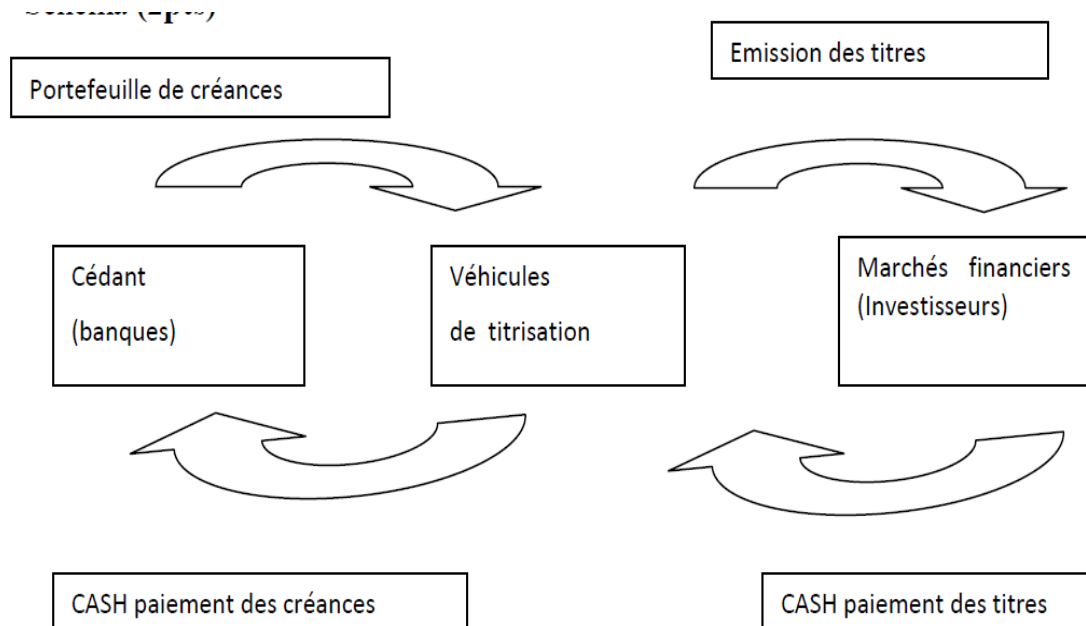 Emission des titres
Portefeuille de créances
Cédant
(banques)
Véhicules
de titrisation
Marchés financiers
(Investisseurs)
CASH paiement des créances
CASH paiement des titres